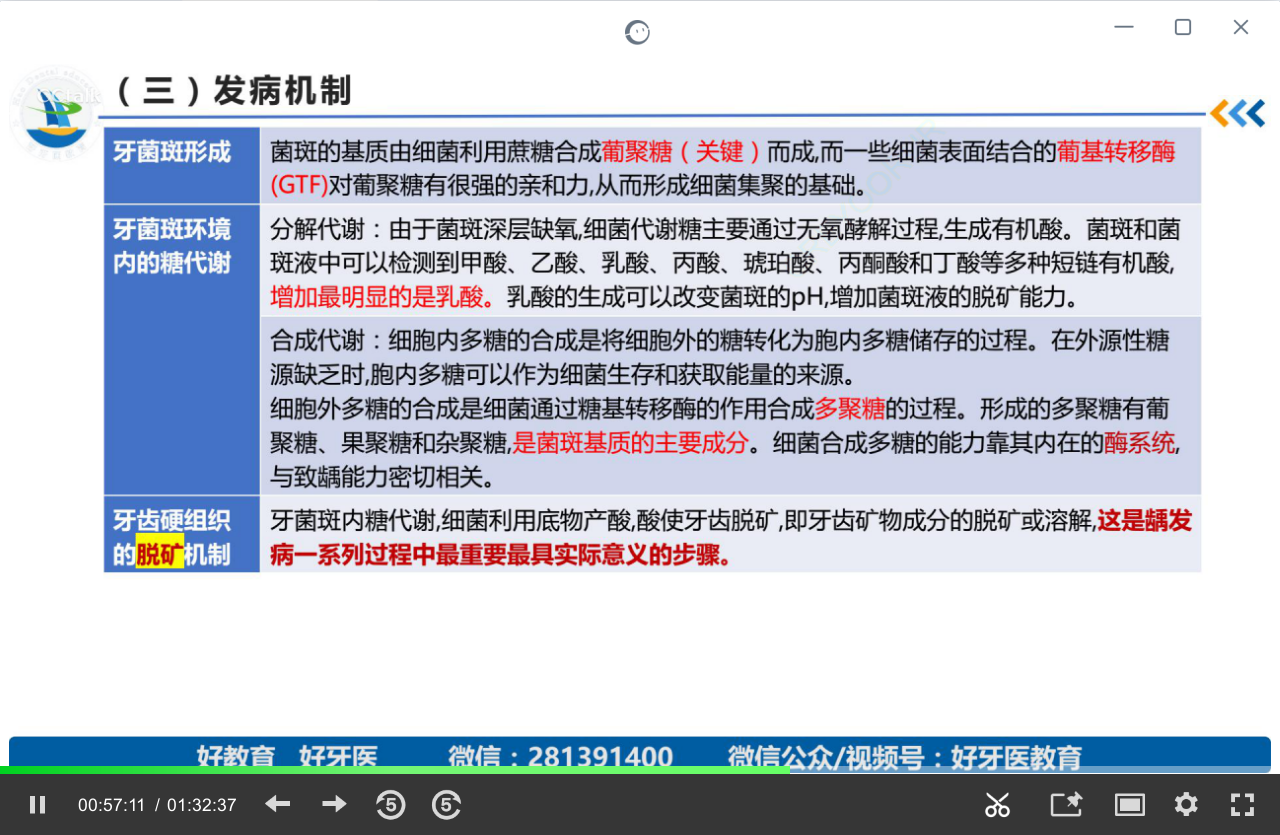 （三）发病机制
牙菌斑形成
菌斑的基质由细菌利用蔗糖合成葡聚糖（关键）而成,而一些细菌表面结合的葡基转移酶
(GTF)对葡聚糖有很强的亲和力,从而形成细菌集聚的基础。
牙菌斑环境
内的糖代谢
分解代谢：由于菌斑深层缺氧,细菌代谢糖主要通过无氧酵解过程,生成有机酸。菌斑和菌
斑液中可以检测到甲酸、乙酸、乳酸、丙酸、琥珀酸、丙酮酸和丁酸等多种短链有机酸,
增加最明显的是乳酸。乳酸的生成可以改变菌斑的pH,增加菌斑液的脱矿能力。
合成代谢：细胞内多糖的合成是将细胞外的糖转化为胞内多糖储存的过程。在外源性糖
源缺乏时,胞内多糖可以作为细菌生存和获取能量的来源。
细胞外多糖的合成是细菌通过糖基转移酶的作用合成多聚糖的过程。形成的多聚糖有葡
聚糖、果聚糖和杂聚糖,是菌斑基质的主要成分。细菌合成多糖的能力靠其内在的酶系统,
与致龋能力密切相关。
牙齿硬组织
的脱矿机制
牙菌斑内糖代谢,细菌利用底物产酸,酸使牙齿脱矿,即牙齿矿物成分的脱矿或溶解,这是龋发
病一系列过程中最重要最具实际意义的步骤。
好教育 好牙医 微信：281391400 微信公众/视频号：好牙医教育
00:57:11 / 01:32:37
5
5